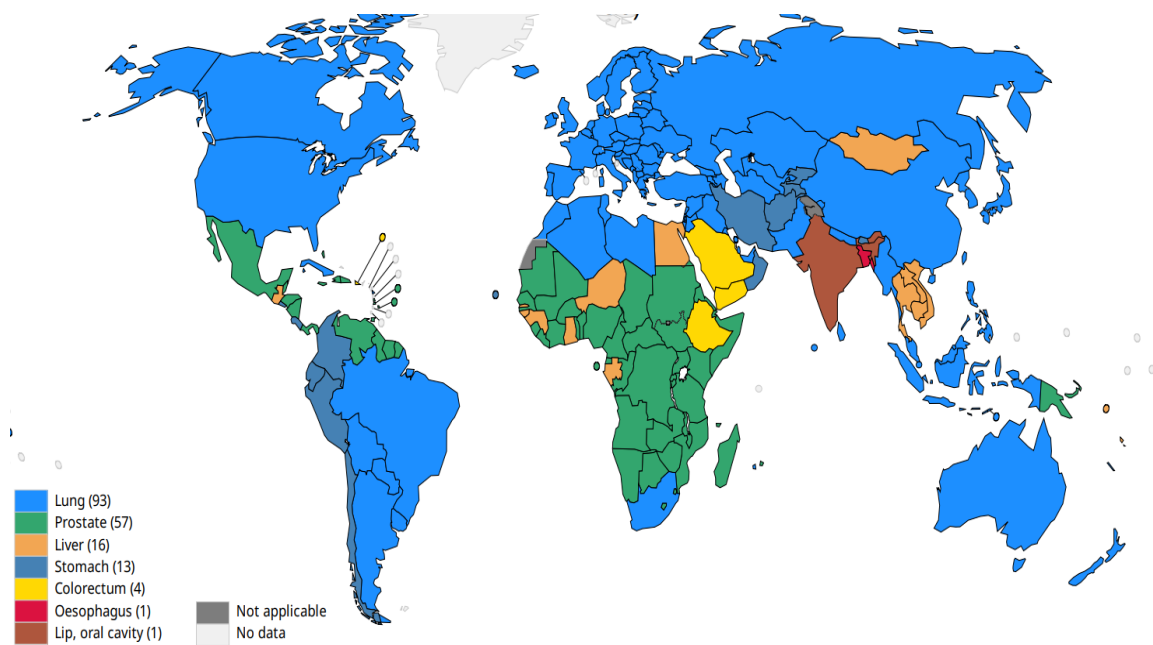 Lung (93)
Prostate (57)
Liver (16)
Stomach (13)
Colorectum (4)
Oesophagus (1)
Lip, oral cavity (1)
Not applicable
No data